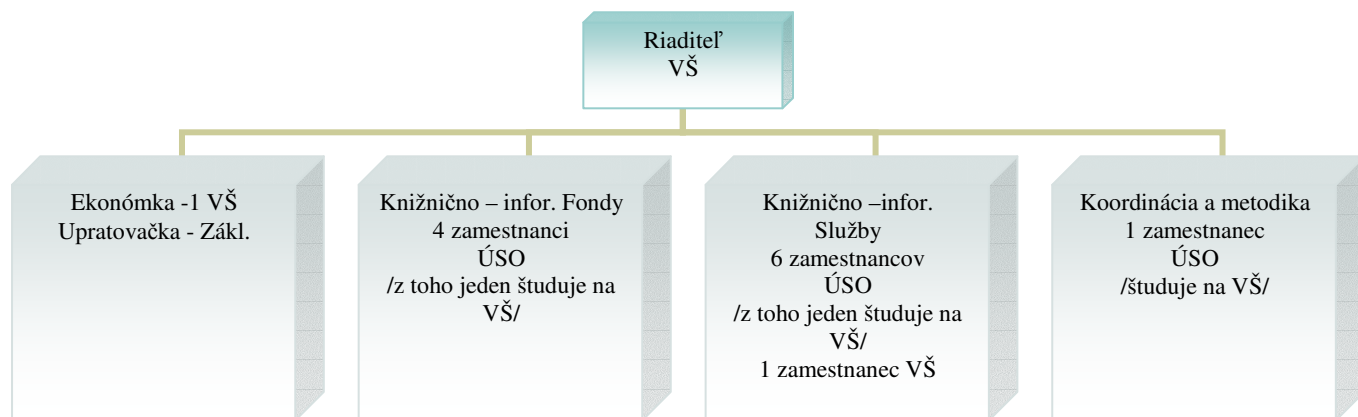 Riaditeľ
VŠ
Ekonómka -1 VŠ
Upratovačka - Zákl.
Knižnično – infor. Fondy
4 zamestnanci
ÚSO
/z toho jeden študuje na
VŠ/
Knižnično –infor.
Služby
6 zamestnancov
ÚSO
/z toho jeden študuje na
VŠ/
1 zamestnanec VŠ
Koordinácia a metodika
1 zamestnanec
ÚSO
/študuje na VŠ/